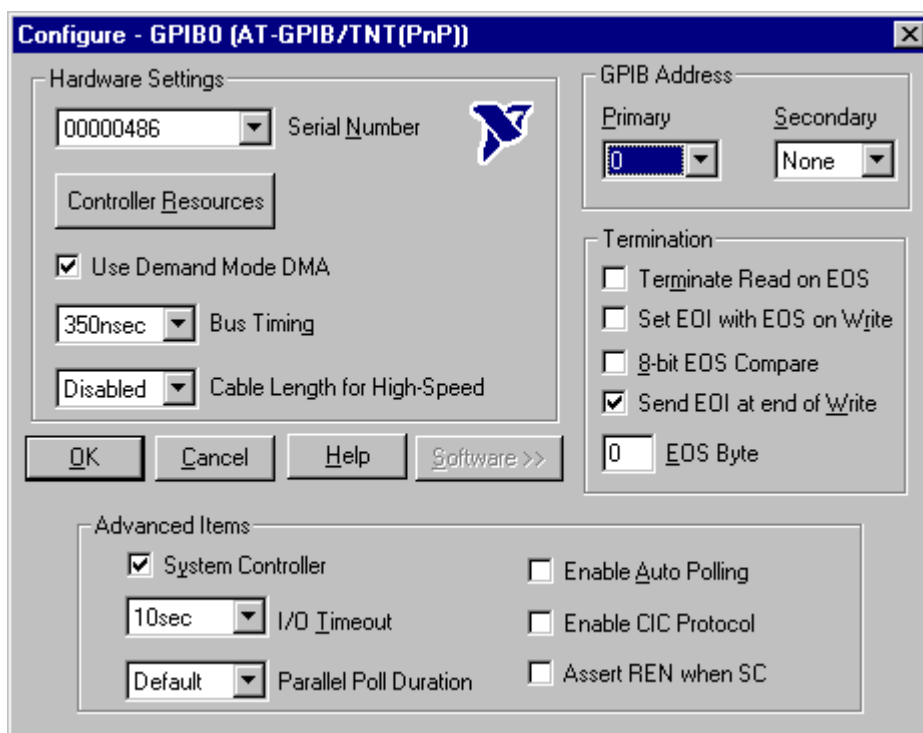 Configure - GPIB0 (AT-GPIB/TNT(PnP))
Hardware Settings
00000486 Serial Number
Controller Resources
Use Demand Mode DMA
350nsec Bus Timing
Disabled Cable Length for High-Speed
OK Cancel Help Software >>
GPIB Address
Primary Secondary
0 None
Termination
Terminate Read on EOS
Set EOI with EOS on Write
8-bit EOS Compare
Send EOI at end of Write
0 EOS Byte
Advanced Items
System Controller
10sec I/O Timeout
Default Parallel Poll Duration
Enable Auto Polling
Enable CIC Protocol
Assert REN when SC